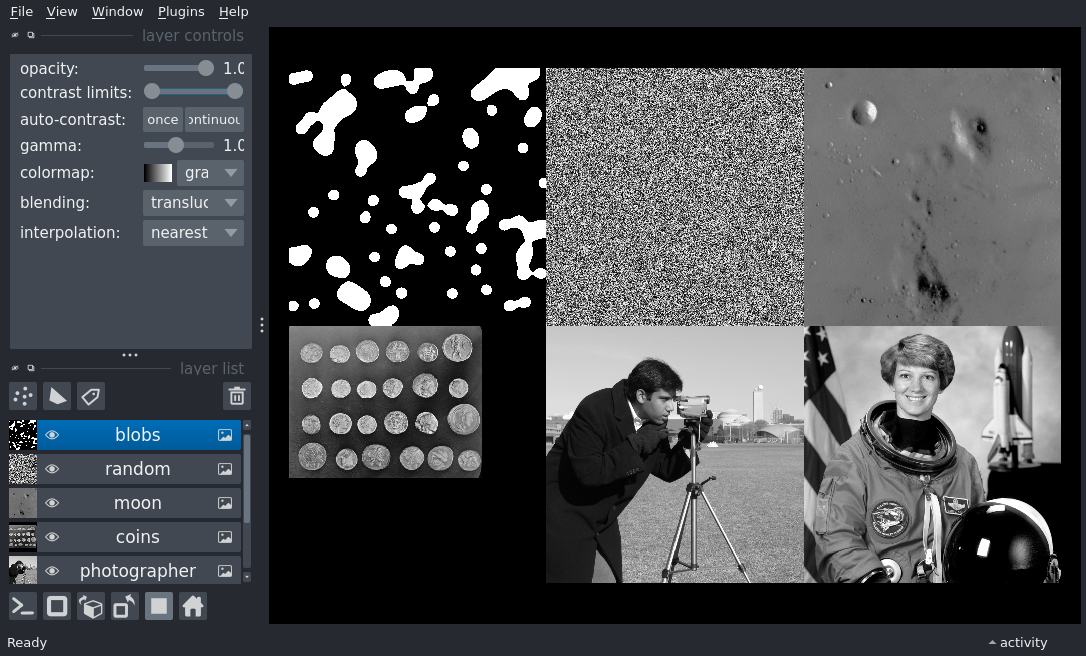 File View Window Plugins Help
layer controls
opacity: 1.0
contrast limits:
auto-contrast: once ontinuou
gamma: 1.0
colormap: gra
blending: transluc
interpolation: nearest
layer list
blobs
random
moon
coins
photographer
Ready
activity